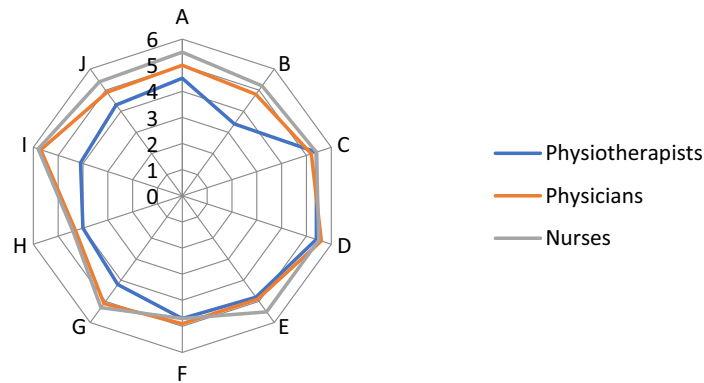 A
B
C
D
E
F
G
H
I
J
6
5
4
3
2
1
0
Physiotherapists
Physicians
Nurses